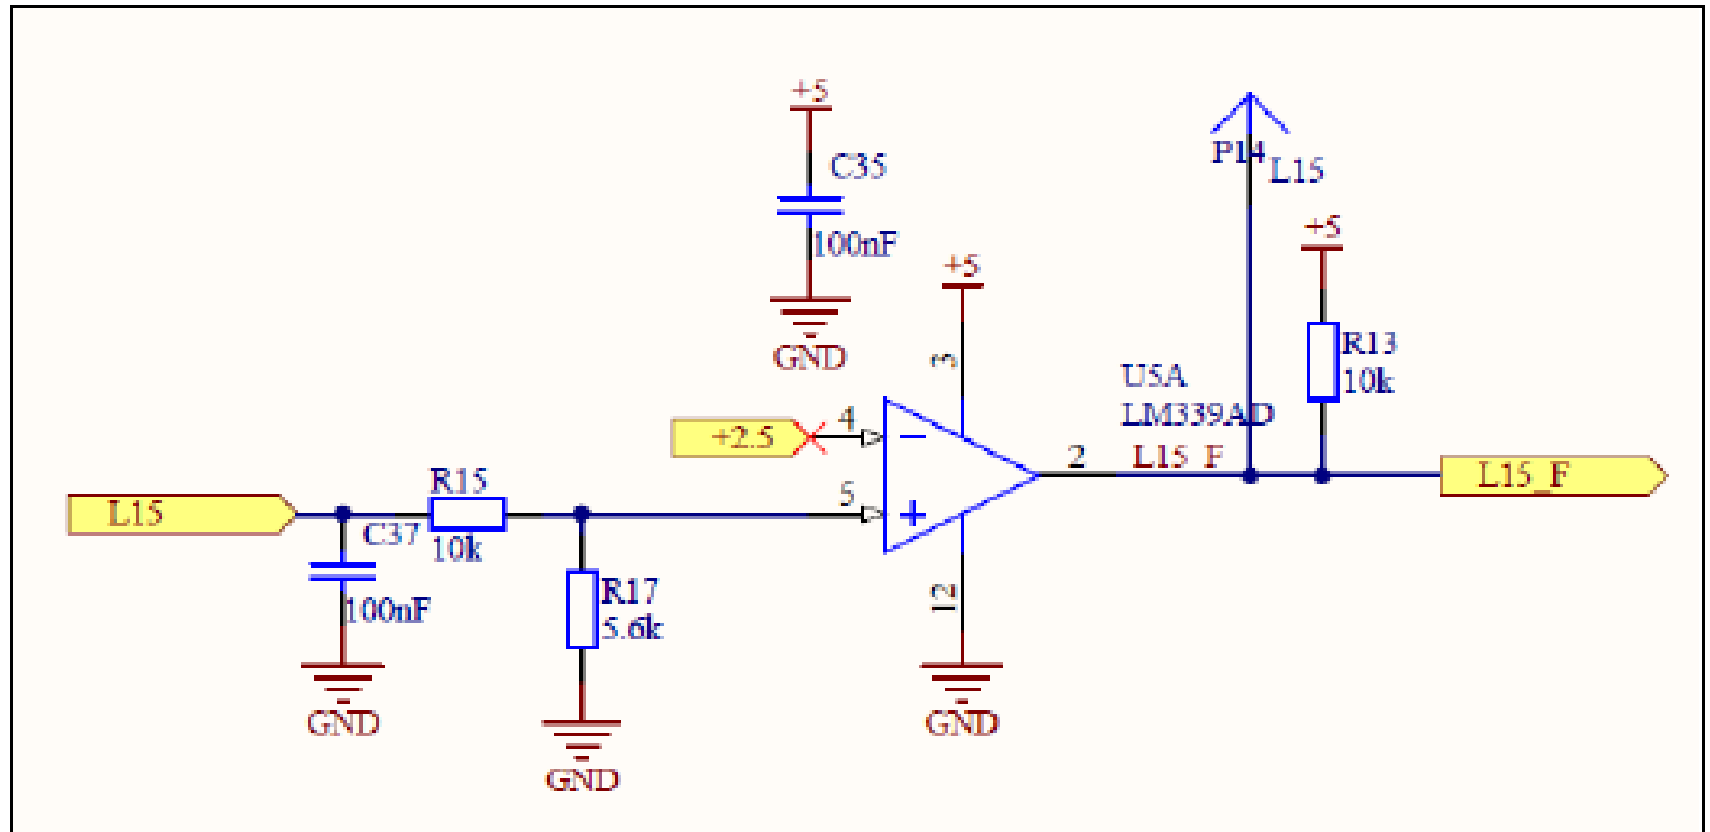 +5
C35
100nF
GND
P14
L15
+5
R13
10k
+5
3
U5A
LM339AD
+2.5
4
2
L15_F
L15_F
L15
R15
10k
5
C37
100nF
GND
R17
5.6k
GND
12
GND